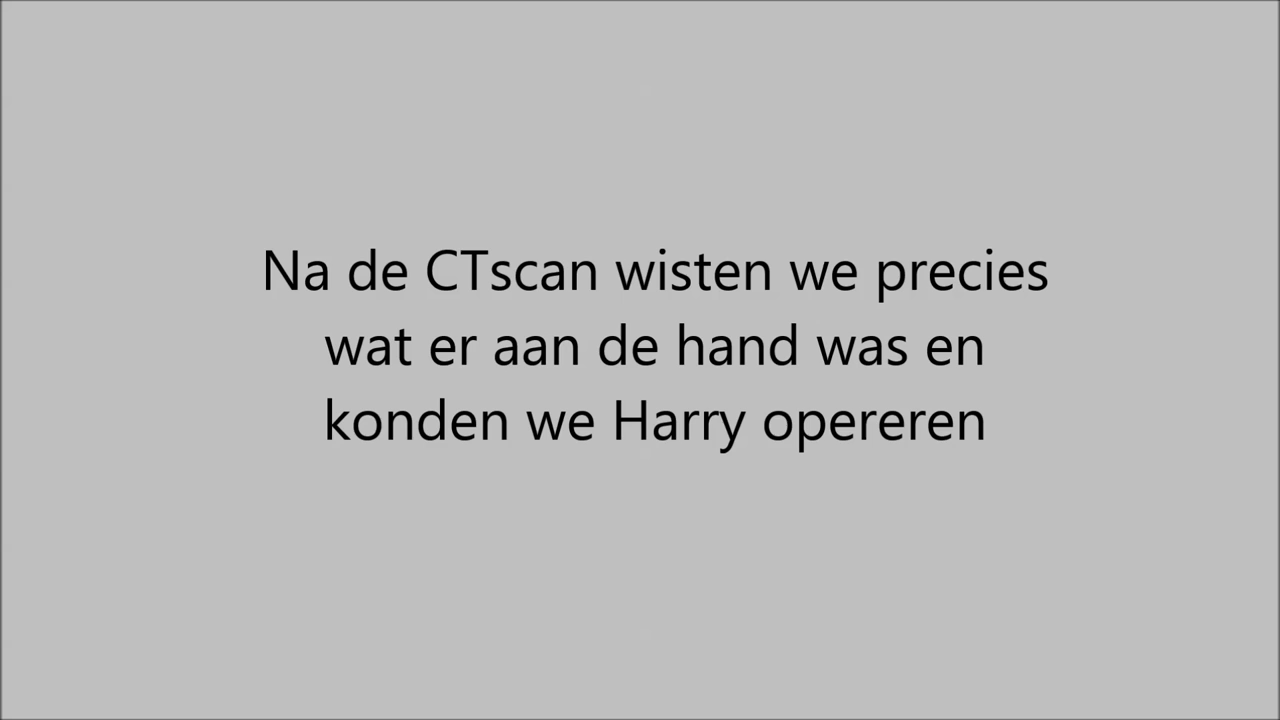 Na de CTscan wisten we precies
wat er aan de hand was en
konden we Harry opereren